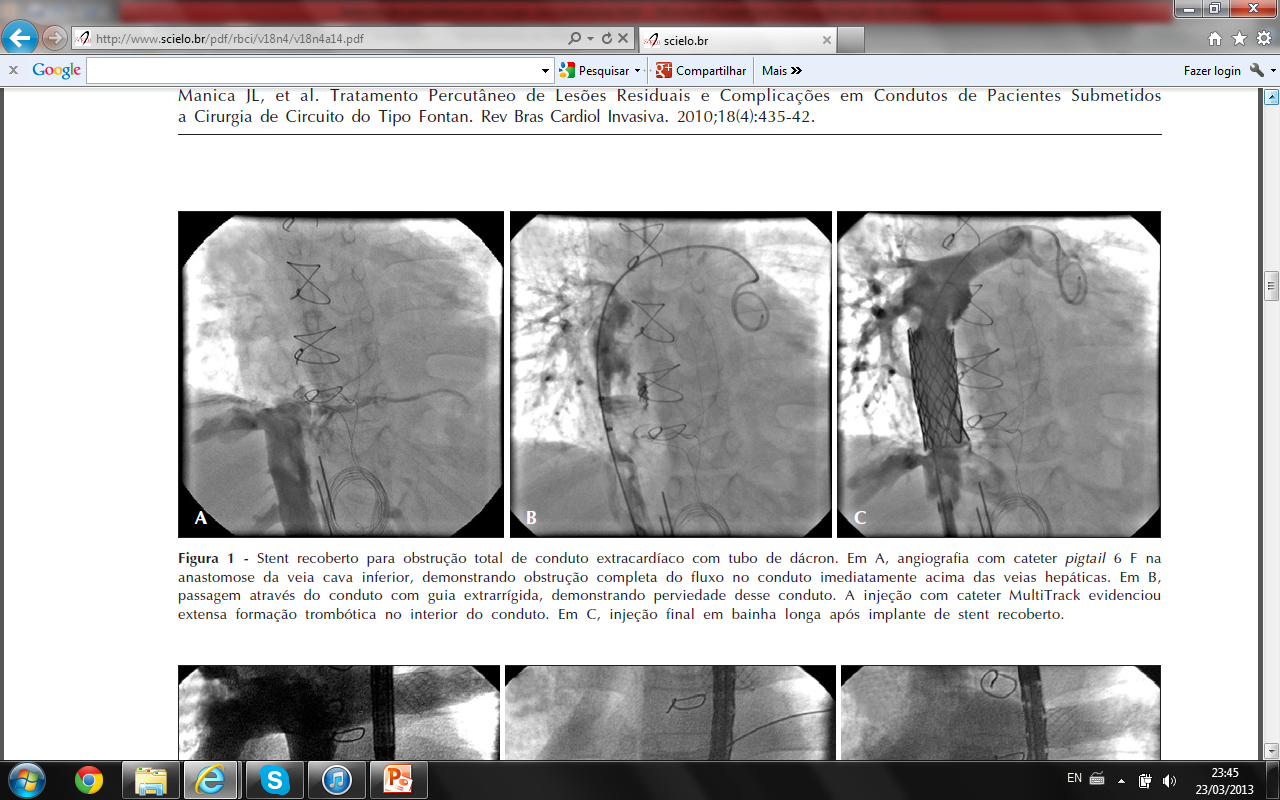 http://www.scielo.br/pdf/rbci/v18n4/v18n4a14.pdf
scielo.br
x Google Pesquisar Compartilhar Mais Fazer login
Manica JL, et al. Tratamento Percutâneo de Lesões Residuais e Complicações em Condutos de Pacientes Submetidos
a Cirurgia de Circuito do Tipo Fontan. Rev Bras Cardiol Invasiva. 2010;18(4):435-42.
A B C
Figura 1 - Stent recoberto para obstrução total de conduto extracardíaco com tubo de dácron. Em A, angiografia com cateter pigtail 6 F na
anastomose da veia cava inferior, demonstrando obstrução completa do fluxo no conduto imediatamente acima das veias hepáticas. Em B,
passagem através do conduto com guia extrarrígida, demonstrando perviedade desse conduto. A injeção com cateter MultiTrack evidenciou
extensa formação trombótica no interior do conduto. Em C, injeção final em bainha longa após implante de stent recoberto.
EN
23:45
23/03/2013